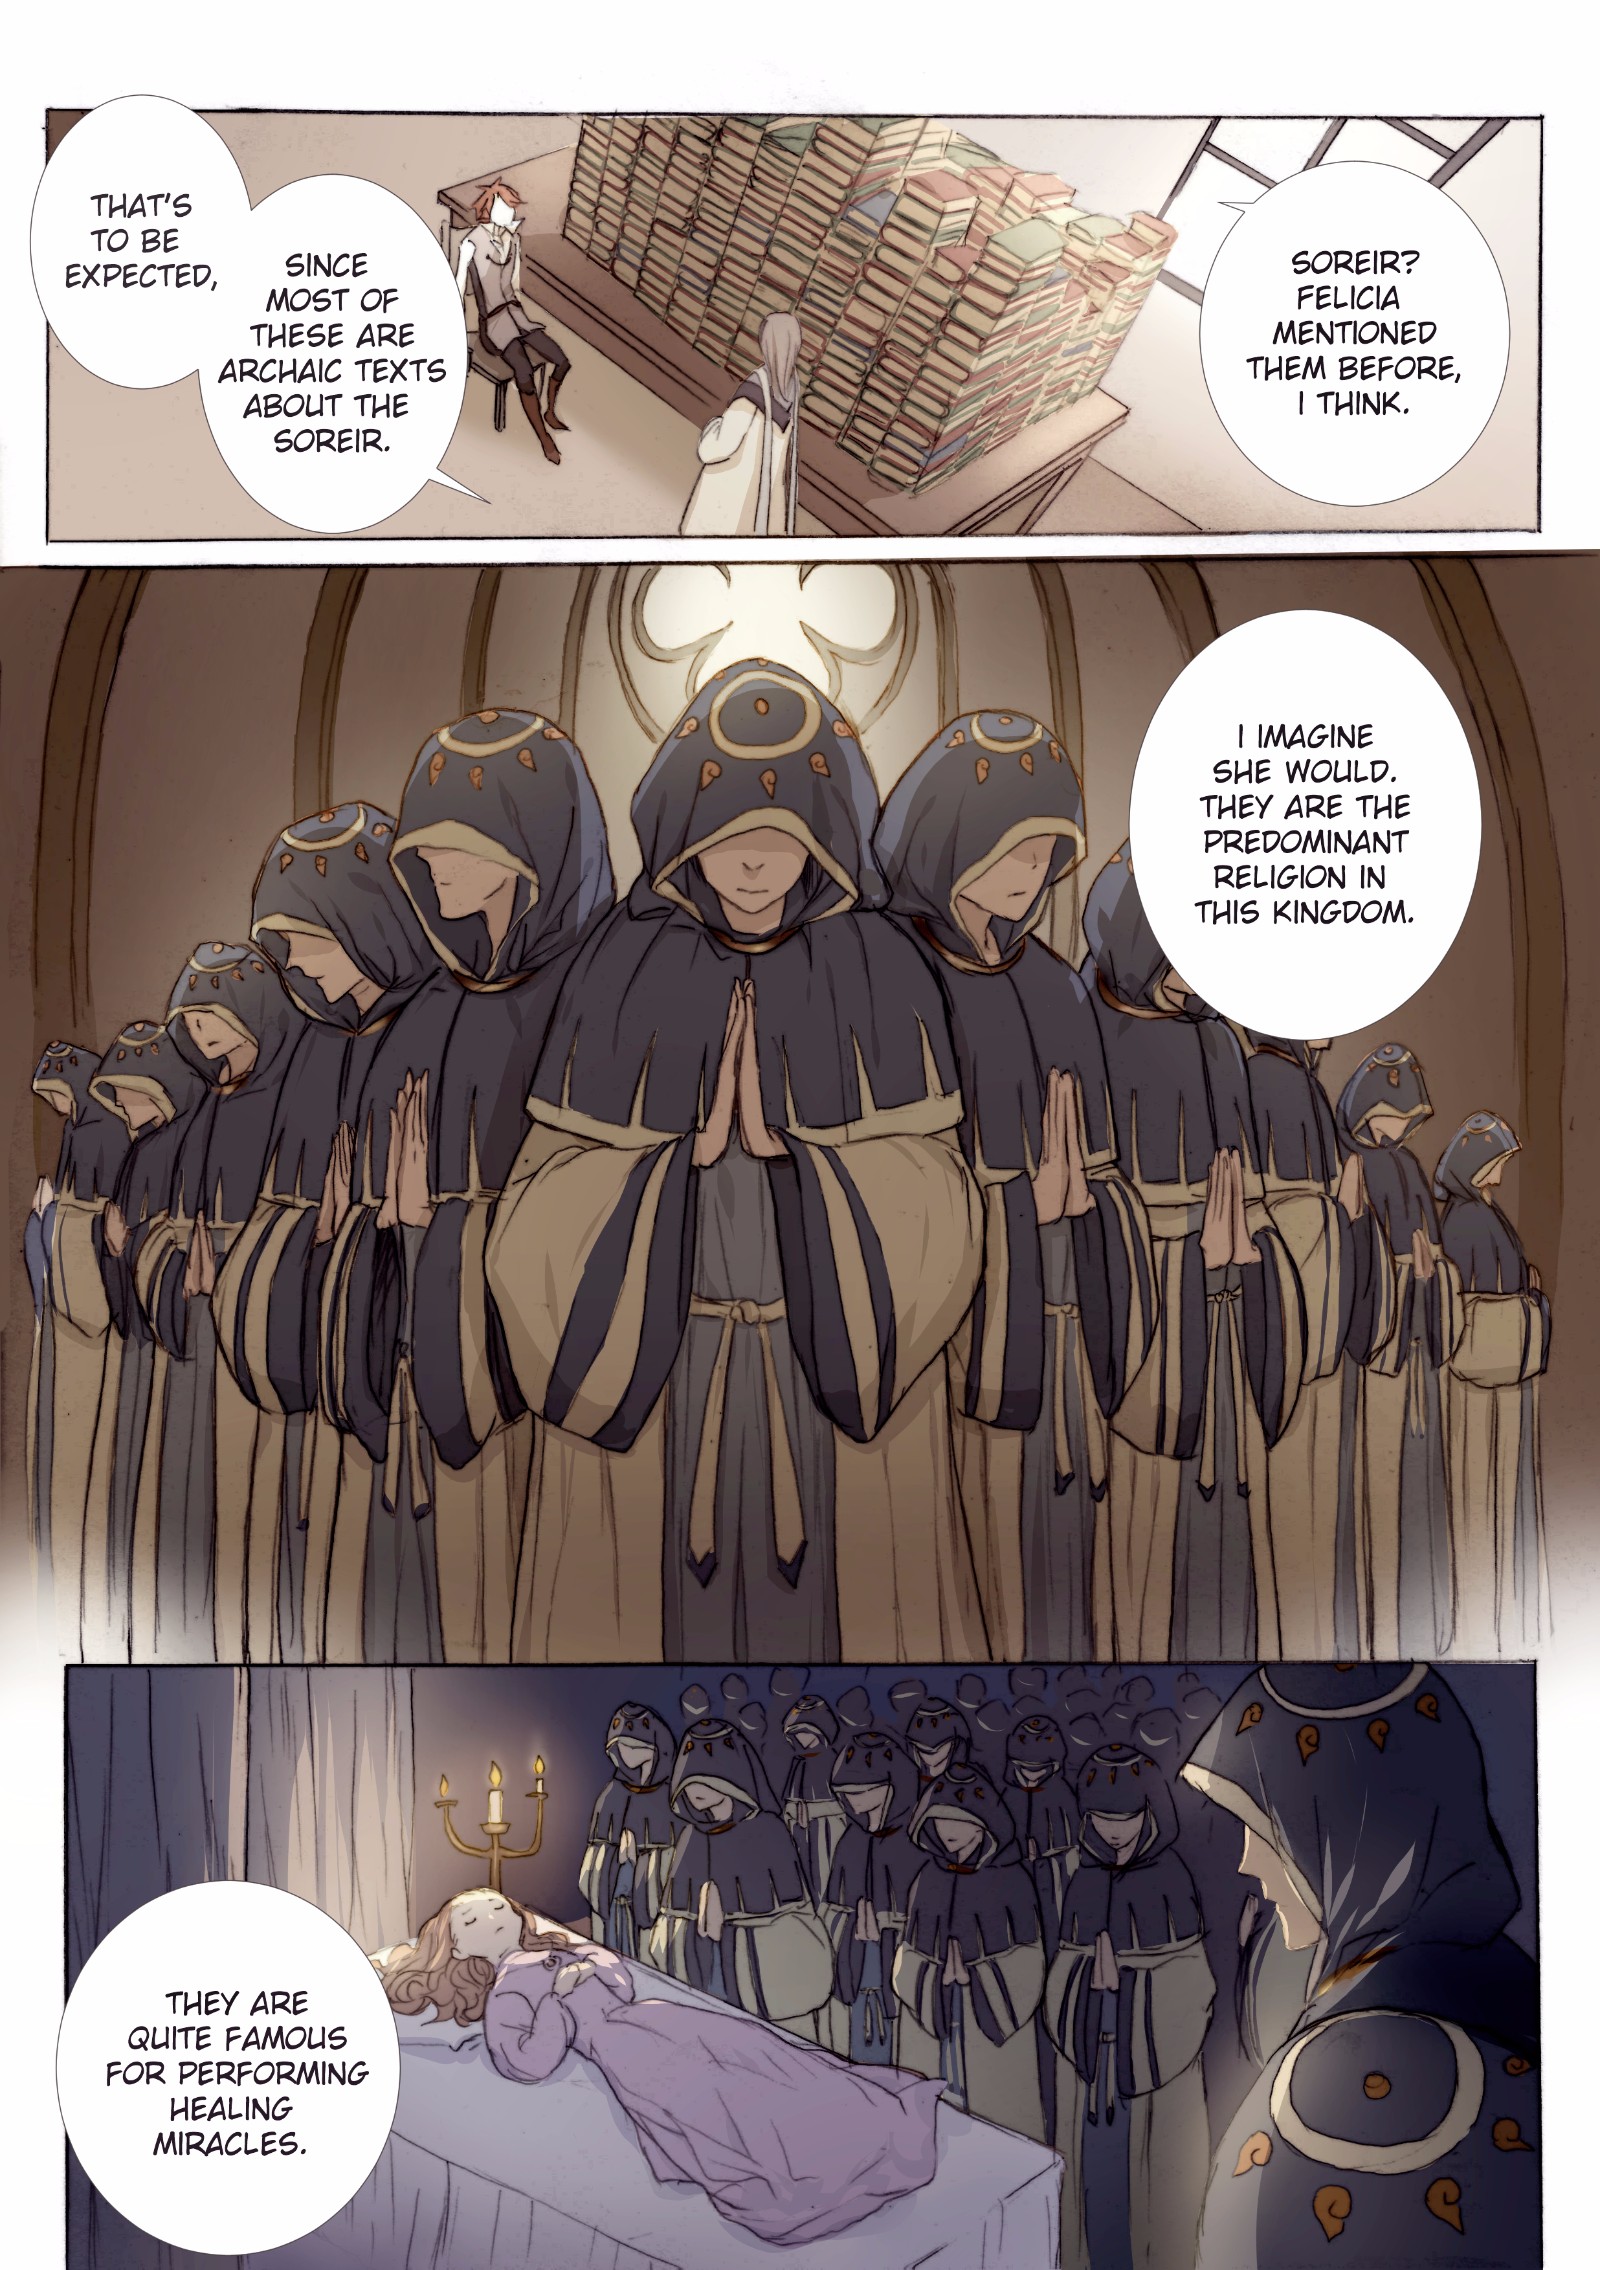 THAT'S
TO BE
EXPECTED,
SINCE
MOST OF
THESE ARE
ARCHAIC TEXTS
ABOUT THE
SOREIR.
SOREIR?
FELICIA
MENTIONED
THEM BEFORE,
I THINK.
I IMAGINE
SHE WOULD.
THEY ARE THE
PREDOMINANT
RELIGION IN
THIS KINGDOM.
THEY ARE
QUITE FAMOUS
FOR PERFORMING
HEALING
MIRACLES.